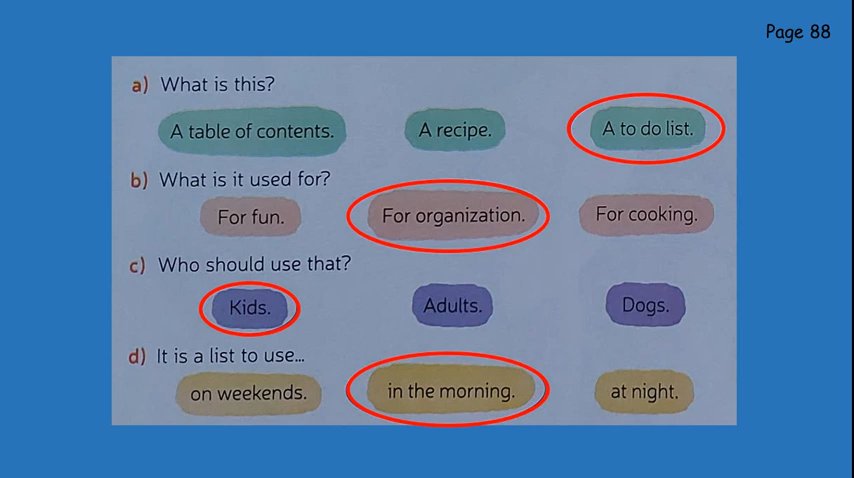 Page 88
a) What is this?
A table of contents. A recipe. A to do list.
b) What is it used for?
For fun. For organization. For cooking.
c) Who should use that?
Kids. Adults. Dogs.
d) It is a list to use...
on weekends. in the morning. at night.